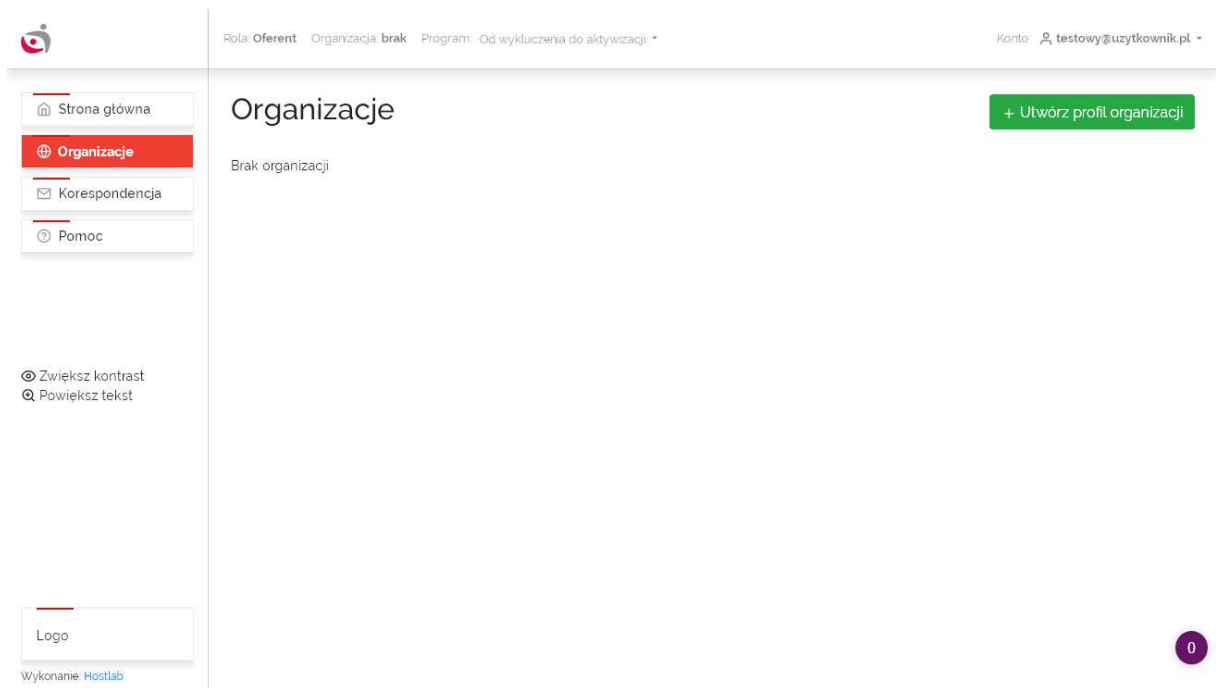 Rola: Oferent Organizacja: brak Program: Od wykluczenia do aktywizacji
Konto testowy@uzytkownik.pl
Strona główna
Organizacje
Korespondencja
Pomoc
Zwiększ kontrast
Powiększ tekst
Logo
Wykonanie: Hostlab
Organizacje
+ Utwórz profil organizacji
Brak organizacji
0